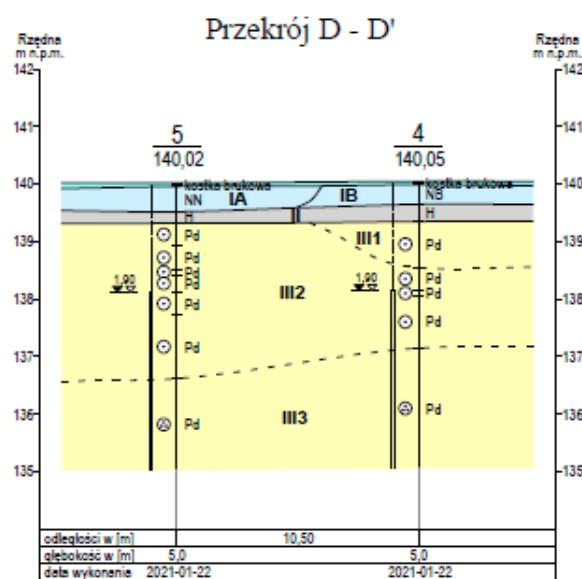 Przekrój D - D'
Rzędna
m n.p.m.
Rzędna
m n.p.m.
142 142
141 141
5 4
140,02 140,05
140 140
kostka brukowa kostka brukowa
NN IA IB NB
H II H
139 139
Pd III1 Pd
Pd
Pd Pd
Pd Pd
1,90 1,90
138 138
III2
Pd Pd
137 137
Pd
136 136
Pd III3 Pd
135 135
odległości w [m] 10,50
głębokość w [m] 5,0 5,0
data wykonania 2021-01-22 2021-01-22